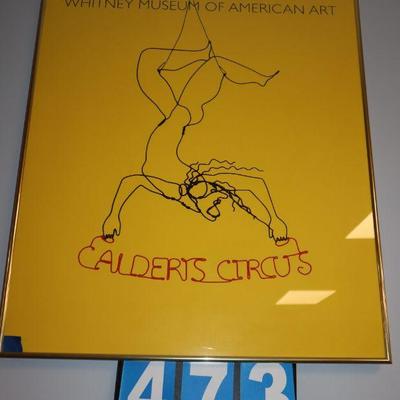 WHITNEY MUSEUM OF AMERICAN ART
CALDER'S CIRCUS
473